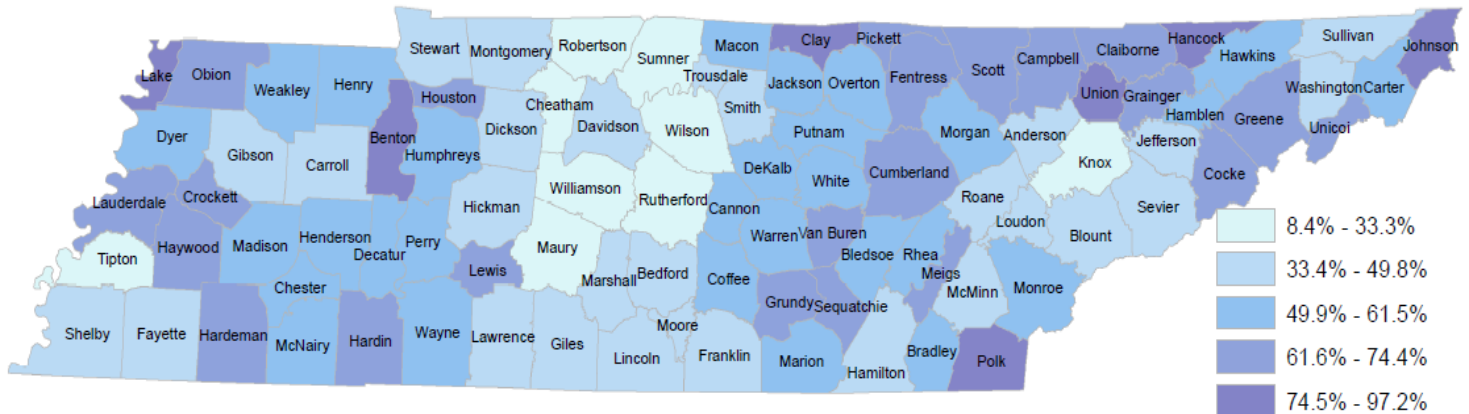 Stewart
Montgomery
Robertson
Sumner
Macon
Clay
Pickett
Claiborne
Hancock
Hawkins
Sullivan
Johnson
Lake
Obion
Weakley
Henry
Houston
Trousdale
Jackson
Overton
Fentress
Scott
Campbell
Union
Grainger
Washington
Carter
Cheatham
Smith
Hamblen
Greene
Unicoi
Dyer
Gibson
Carroll
Benton
Humphreys
Dickson
Davidson
Wilson
Putnam
Morgan
Anderson
Jefferson
Knox
Cocke
DeKalb
White
Cumberland
Lauderdale
Crockett
Williamson
Rutherford
Roane
Sevier
Hickman
Cannon
Loudon
Blount
Tipton
Haywood
Madison
Henderson
Decatur
Perry
Lewis
Maury
Warren
Van Buren
Bledsoe
Rhea
Meigs
McMinn
Monroe
Chester
Marshall
Bedford
Coffee
Grundy
Sequatchie
Shelby
Fayette
Hardeman
McNairy
Hardin
Wayne
Lawrence
Giles
Lincoln
Moore
Franklin
Marion
Hamilton
Bradley
Polk
8.4% - 33.3%
33.4% - 49.8%
49.9% - 61.5%
61.6% - 74.4%
74.5% - 97.2%